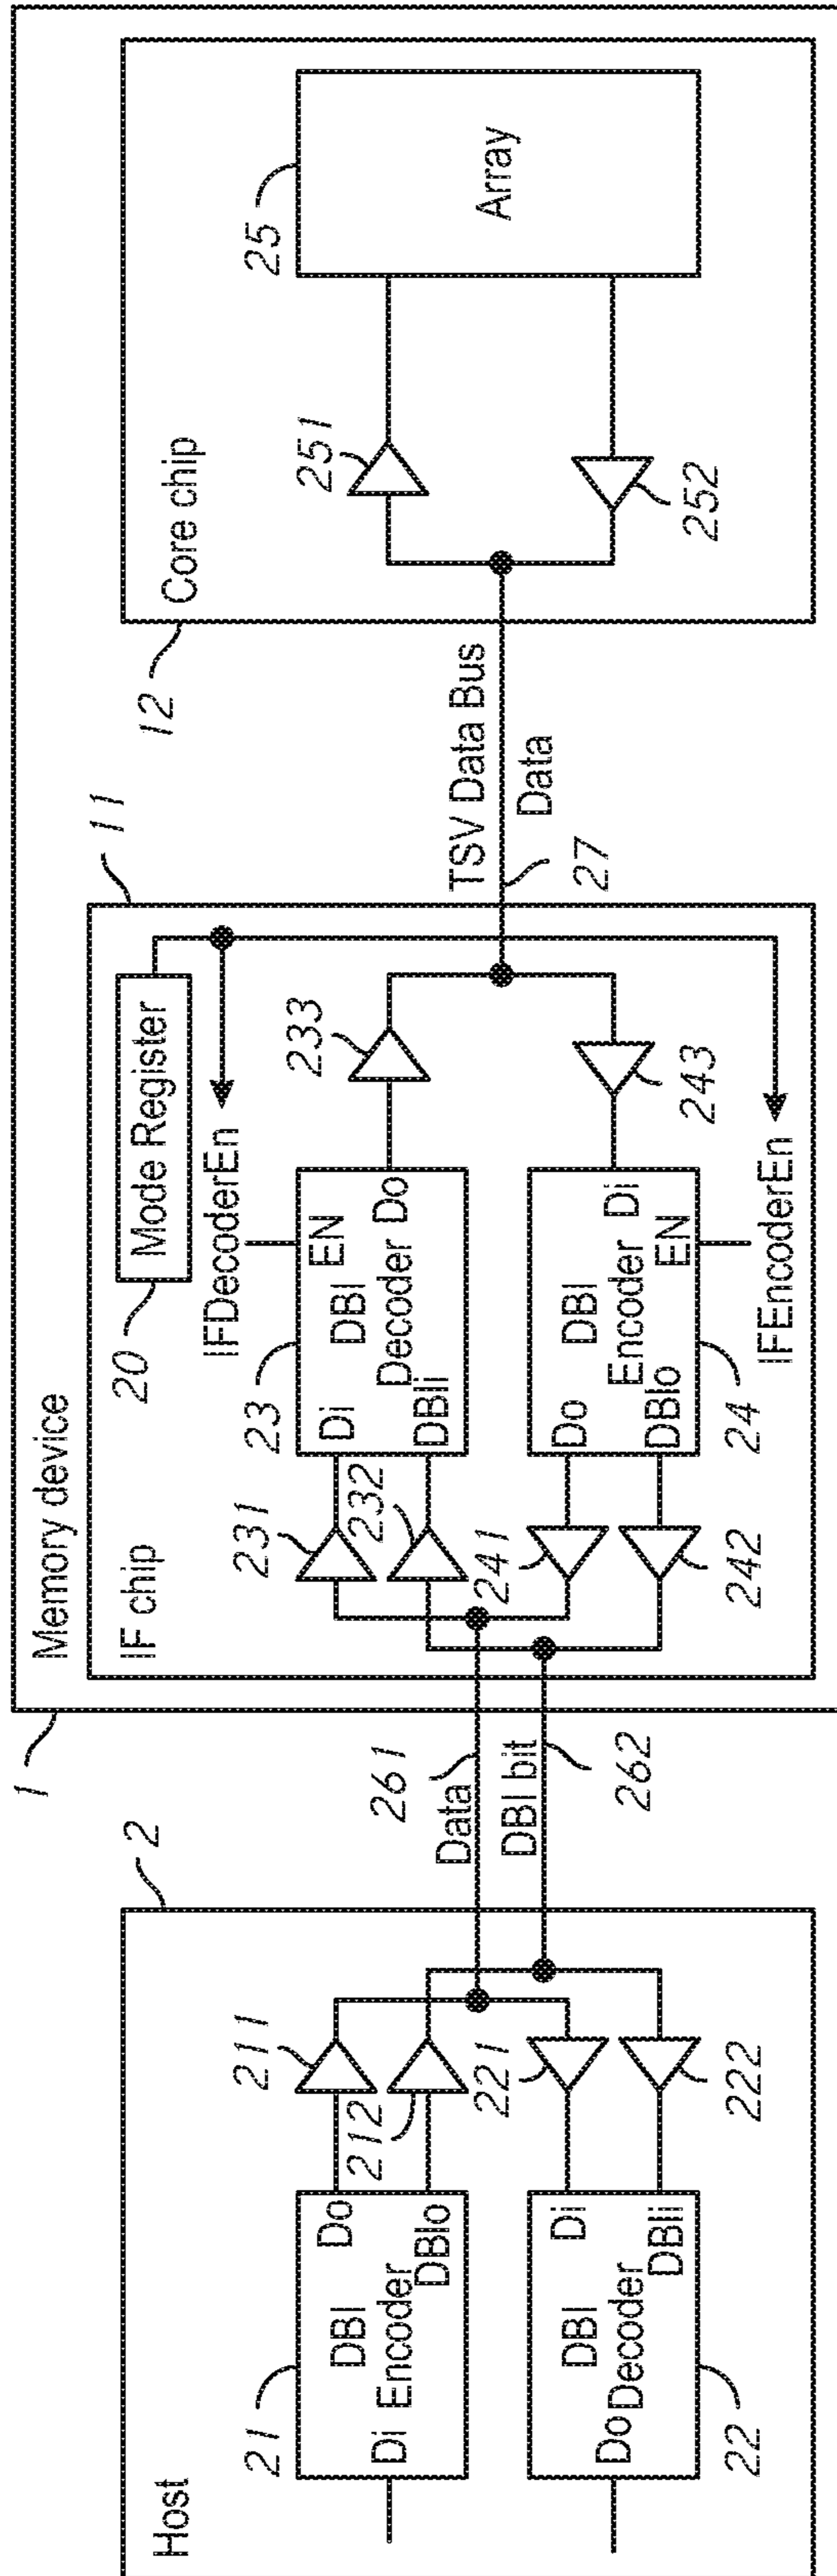 Memory device
1
IF chip
11
20
Mode Register
IFDecoderEn
EN
DBI
Decoder
Di
DBIi
Do
23
231
232
233
DBI
Encoder
Do
DBIo
Di
EN
24
241
242
243
IFEncoderEn
TSV Data Bus
Data
27
Core chip
12
251
252
25
Array
Host
2
21
Di
DBI
Encoder
Do
DBIo
211
212
22
Do
DBI
Decoder
Di
DBIi
221
222
261
Data
DBI bit
262